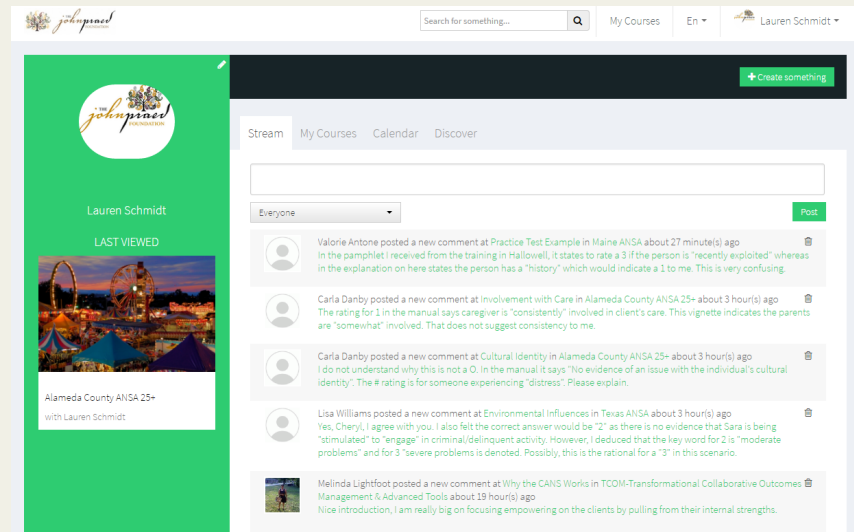 THE
johnpraed
FOUNDATION
Search for something...
My Courses
En
Lauren Schmidt
Create something
THE
johnpraed
FOUNDATION
Lauren Schmidt
LAST VIEWED
Alameda County ANSA 25+
with Lauren Schmidt
Stream
My Courses
Calendar
Discover
Everyone
Post
Valorie Antone posted a new comment at Practice Test Example in Maine ANSA about 27 minute(s) ago
In the pamphlet I received from the training in Hallowell, it states to rate a 3 if the person is "recently exploited" whereas
in the explanation on here states the person has a "history" which would indicate a 1 to me. This is very confusing.
Carla Danby posted a new comment at Involvement with Care in Alameda County ANSA 25+ about 3 hour(s) ago
The rating for 1 in the manual says caregiver is "consistently" involved in client's care. This vignette indicates the parents
are "somewhat" involved. That does not suggest consistency to me.
Carla Danby posted a new comment at Cultural Identity in Alameda County ANSA 25+ about 3 hour(s) ago
I do not understand why this is not a O. In the manual it says "No evidence of an issue with the individual's cultural
identity". The # rating is for someone experiencing "distress". Please explain.
Lisa Williams posted a new comment at Environmental Influences in Texas ANSA about 3 hour(s) ago
Yes, Cheryl, I agree with you. I also felt the correct answer would be "2" as there is no evidence that Sara is being
"stimulated" to "engage" in criminal/delinquent activity. However, I deduced that the key word for 2 is "moderate
problems" and for 3 "severe problems is denoted. Possibly, this is the rational for a "3" in this scenario.
Melinda Lightfoot posted a new comment at Why the CANS Works in TCOM-Transformational Collaborative Outcomes
Management & Advanced Tools about 19 hour(s) ago
Nice introduction, I am really big on focusing empowering on the clients by pulling from their internal strengths.